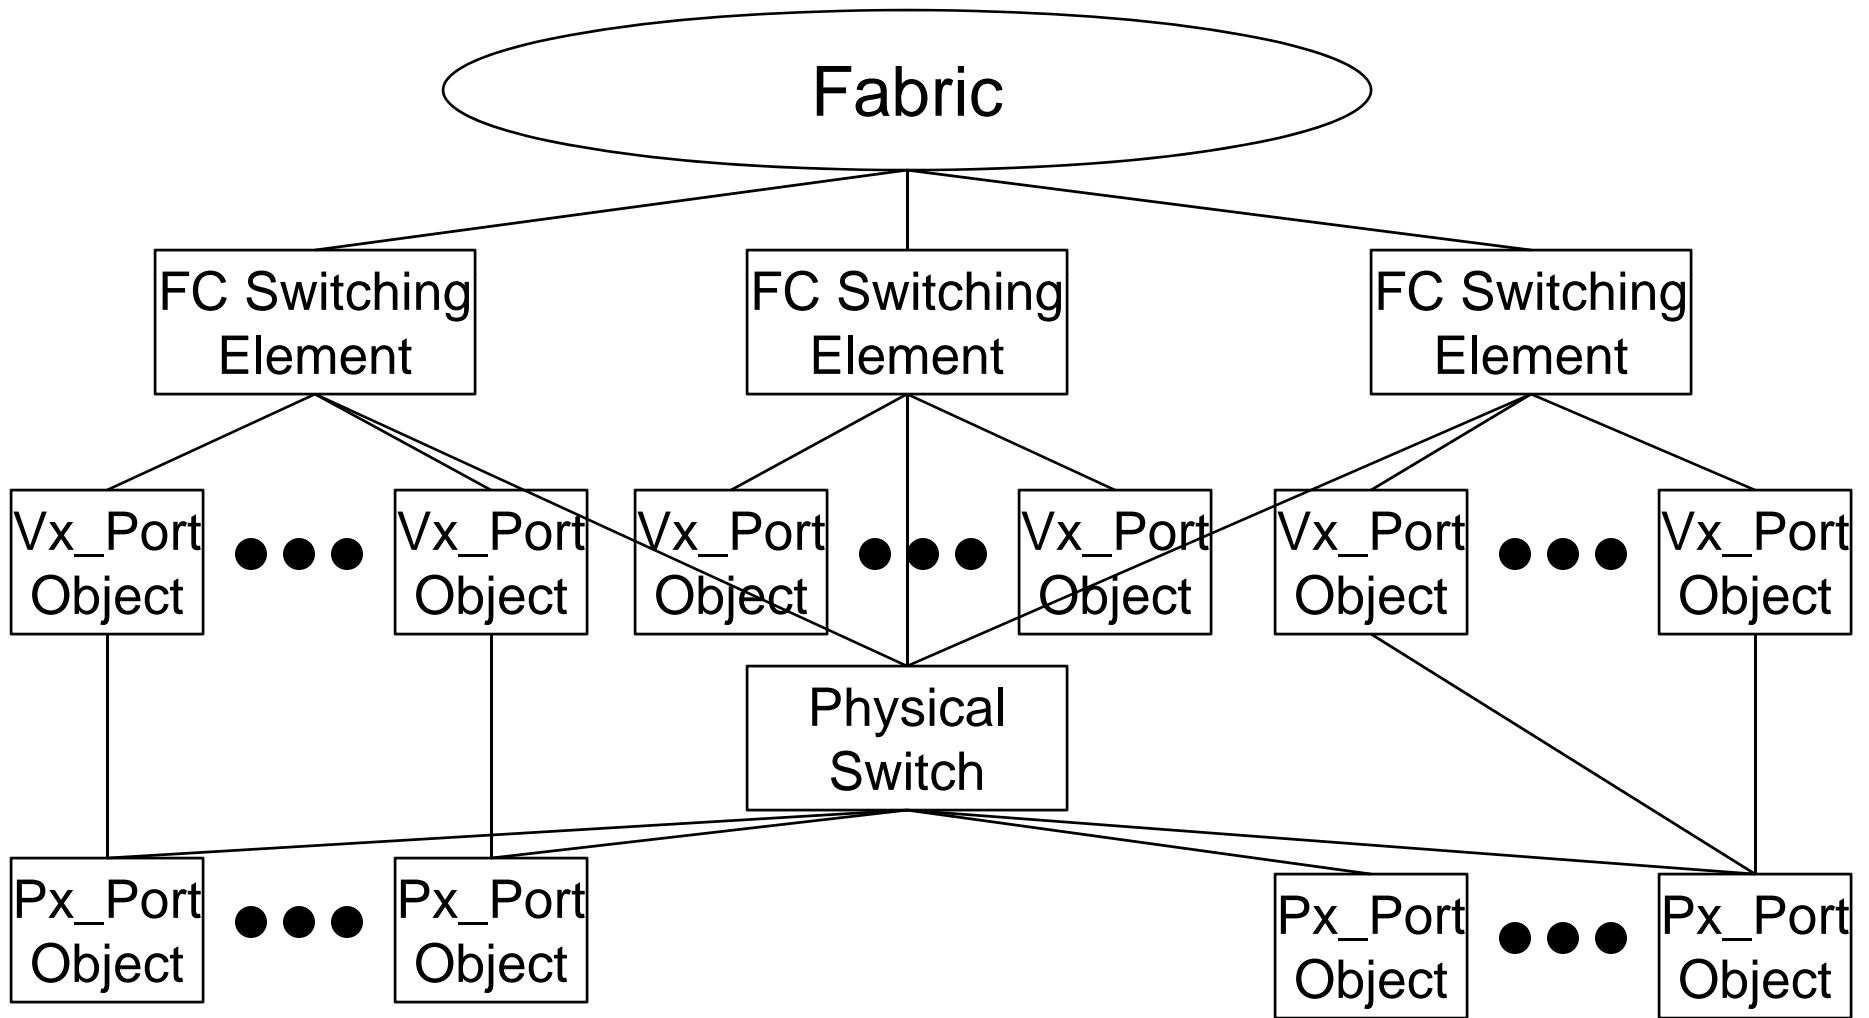 Fabric
FC Switching
Element
FC Switching
Element
FC Switching
Element
Vx_Port
Object
Vx_Port
Object
Vx_Port
Object
Vx_Port
Object
Vx_Port
Object
Vx_Port
Object
Physical
Switch
Px_Port
Object
Px_Port
Object
Px_Port
Object
Px_Port
Object